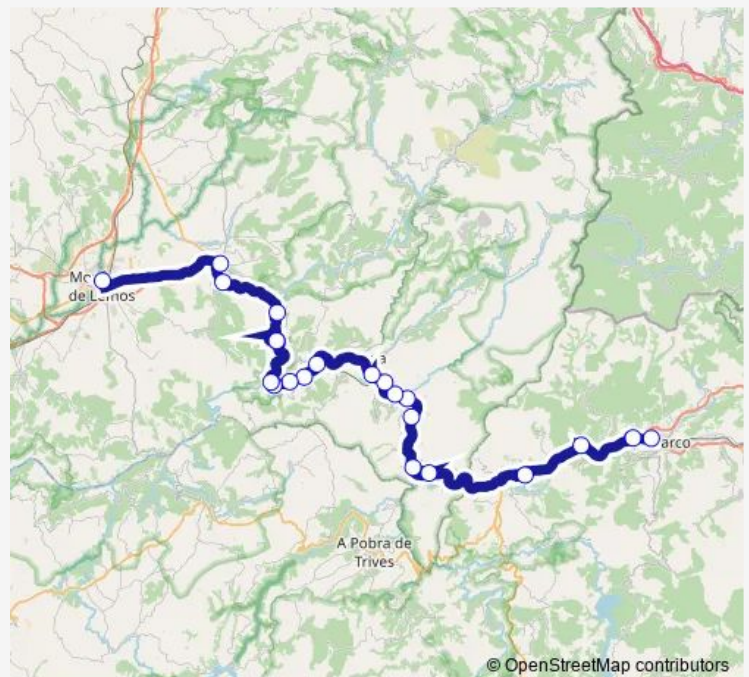 Mo
de Lemos
a
arco
A Pobra de
Trives
© OpenStreetMap contributors